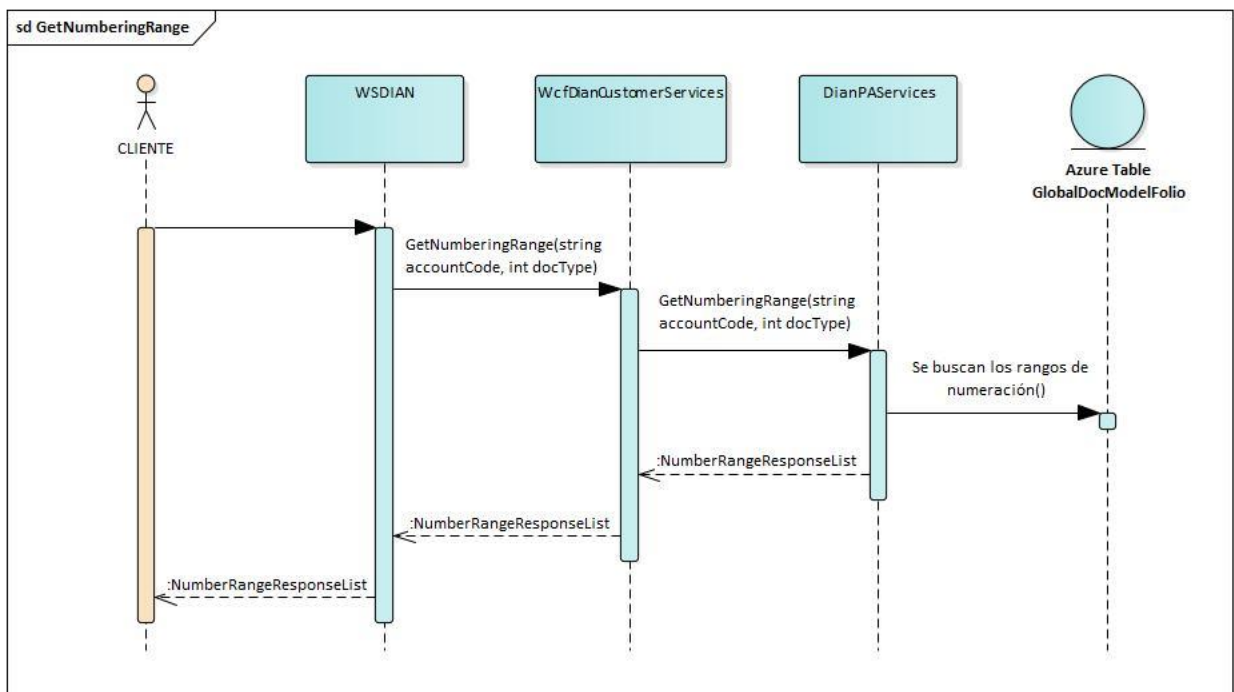 sd GetNumberingRange
WSDIAN
WcfDianCustomerServices
DianPAServices
CLIENTE
Azure Table
GlobalDocModelFolio
GetNumberingRange(string
accountCode, int docType)
GetNumberingRange(string
accountCode, int docType)
Se buscan los rangos de
numeración()
:NumberRangeResponseList
:NumberRangeResponseList
:NumberRangeResponseList